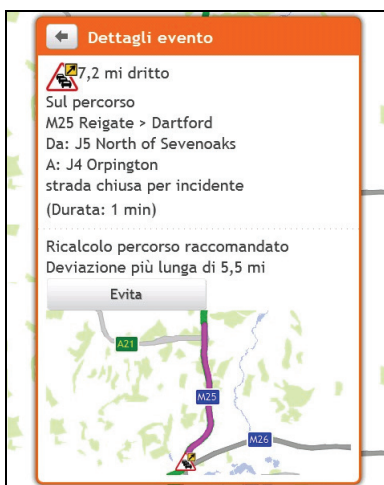 Dettagli evento
7,2 mi dritto
Sul percorso
M25 Reigate > Dartford
Da: J5 North of Sevenoaks
A: J4 Orpington
strada chiusa per incidente
(Durata: 1 min)
Ricalcolo percorso raccomandato
Deviazione più lunga di 5,5 mi
Evita
A21
M25
M26